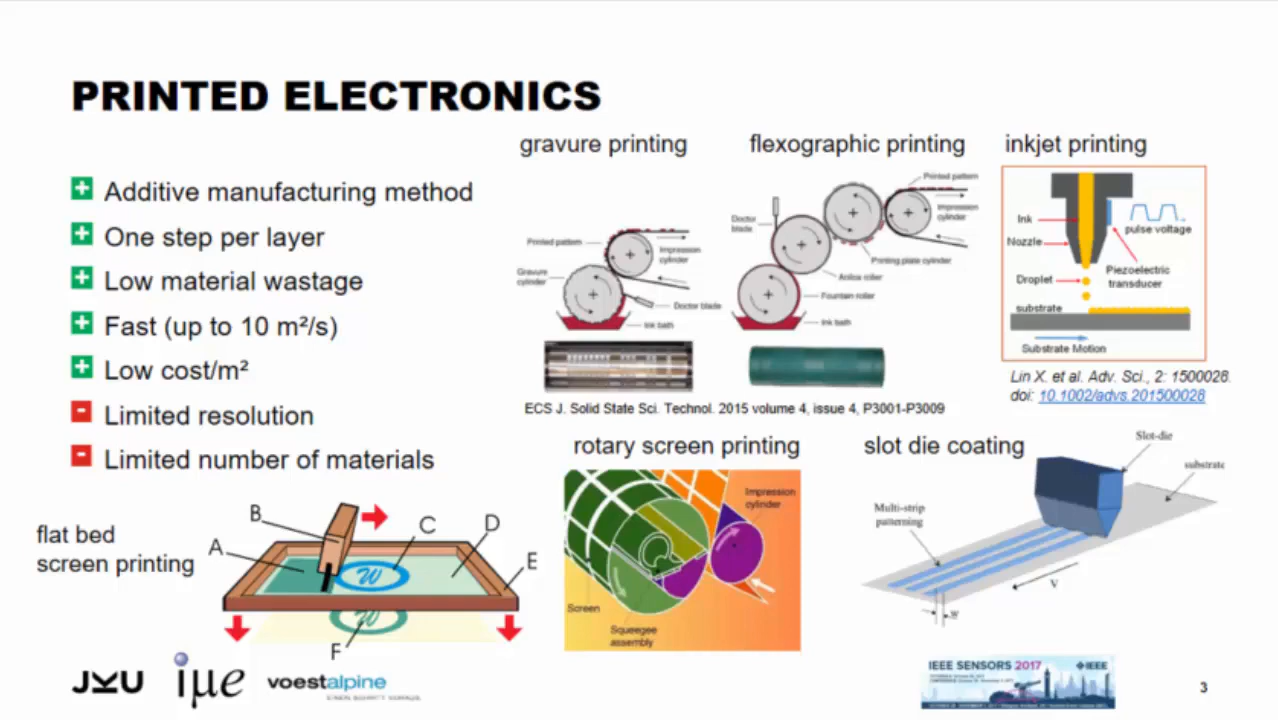 PRINTED ELECTRONICS
Additive manufacturing method
One step per layer
Low material wastage
Fast (up to 10 m²/s)
Low cost/m²
Limited resolution
Limited number of materials
gravure printing
Printed pattern
Impression
cylinder
Gravure
cylinder
Doctor blade
Ink bath
flexographic printing
Printed pattern
Doctor
blade
Impression
cylinder
Printing plate cylinder
Anilox roller
Fountain roller
Ink bath
ECS J. Solid State Sci. Technol. 2015 volume 4, issue 4, P3001-P3009
inkjet printing
Ink
pulse voltage
Nozzle
Droplet
Piezoelectric
transducer
substrate
Substrate Motion
Lin X. et al. Adv. Sci., 2: 1500028.
doi: 10.1002/advs.201500028
flat bed
screen printing
A
B
C
D
E
F
W
W
rotary screen printing
Impression
cylinder
Screen
Squeegee
assembly
slot die coating
Slot-die
substrate
Multi-strip
patterning
V
w
JKU
iμe
voestalpine
IEEE SENSORS 2017
IEEE
3